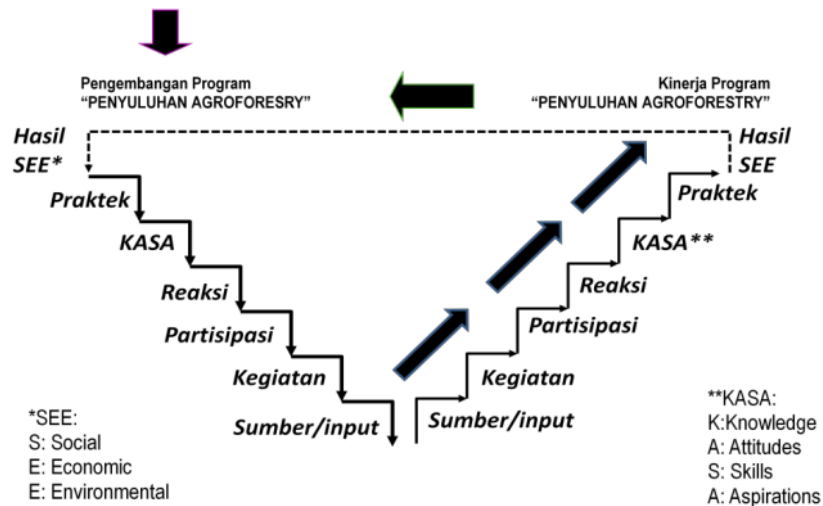 Pengembangan Program
“PENYULUHAN AGROFORESRY”
Kinerja Program
“PENYULUHAN AGROFORESTRY”
Hasil
SEE*
Praktek
KASA
Reaksi
Partisipasi
Kegiatan
Sumber/input
Hasil
SEE
Praktek
KASA**
Reaksi
Partisipasi
Kegiatan
Sumber/input
*SEE:
S: Social
E: Economic
E: Environmental
**KASA:
K:Knowledge
A: Attitudes
S: Skills
A: Aspirations